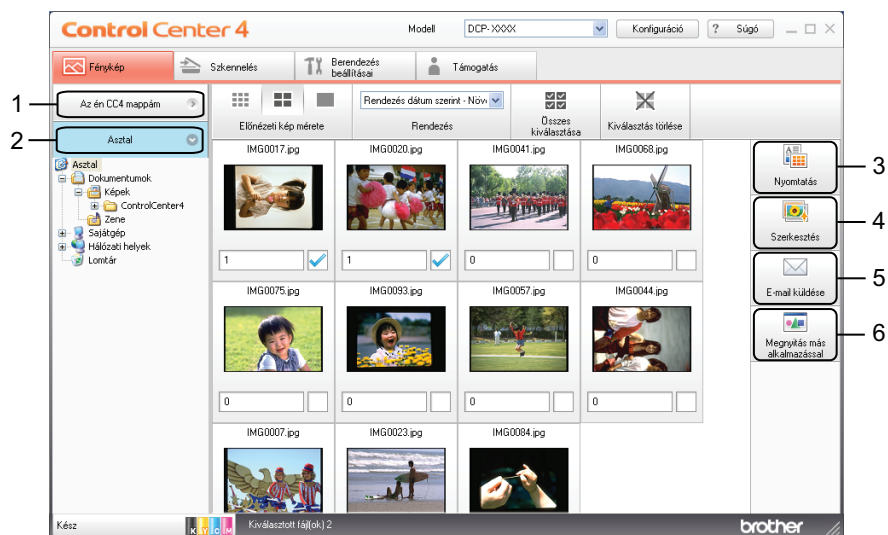 Control Center 4
Modell
DCP- XXXX
Konfiguráció
? Súgó
Fénykép
Szkennelés
Berendezés
beállításai
Támogatás
1
Az én CC4 mappám
2
Asztal
Előnézeti kép mérete
Rendezés dátum szerint - Növe
Rendezés
Összes
kiválasztása
Kiválasztás törlése
Asztal
Dokumentumok
Képek
ControlCenter4
Zene
Sajátgép
Hálózati helyek
Lomtár
IMG0017.jpg
IMG0020.jpg
IMG0041.jpg
IMG0068.jpg
1
1
0
0
IMG0075.jpg
IMG0093.jpg
IMG0057.jpg
IMG0044.jpg
0
0
0
0
IMG0007.jpg
IMG0023.jpg
IMG0084.jpg
Nyomtatás
3
Szerkesztés
4
E-mail küldése
5
Megnyitás más
alkalmazással
6
Kész
K Y C M
Kiválasztott fájl(ok) 2
brother